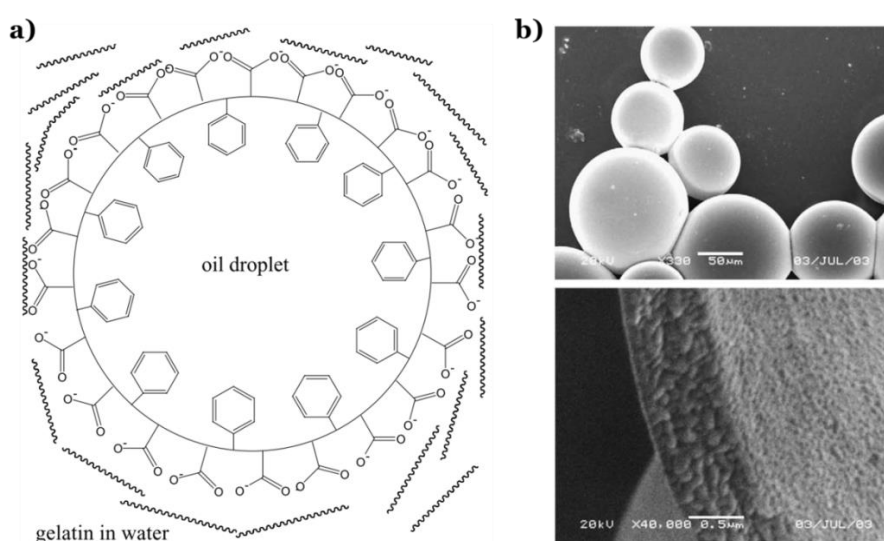 a)
oil droplet
gelatin in water
b)
20kV X330 50µm 03/JUL/03
20kV X40,000 0.5µm 03/JUL/03